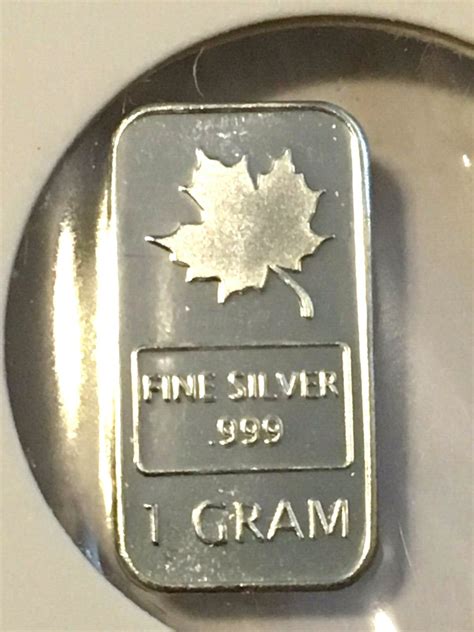 FINE SILVER
.999
1 GRAM